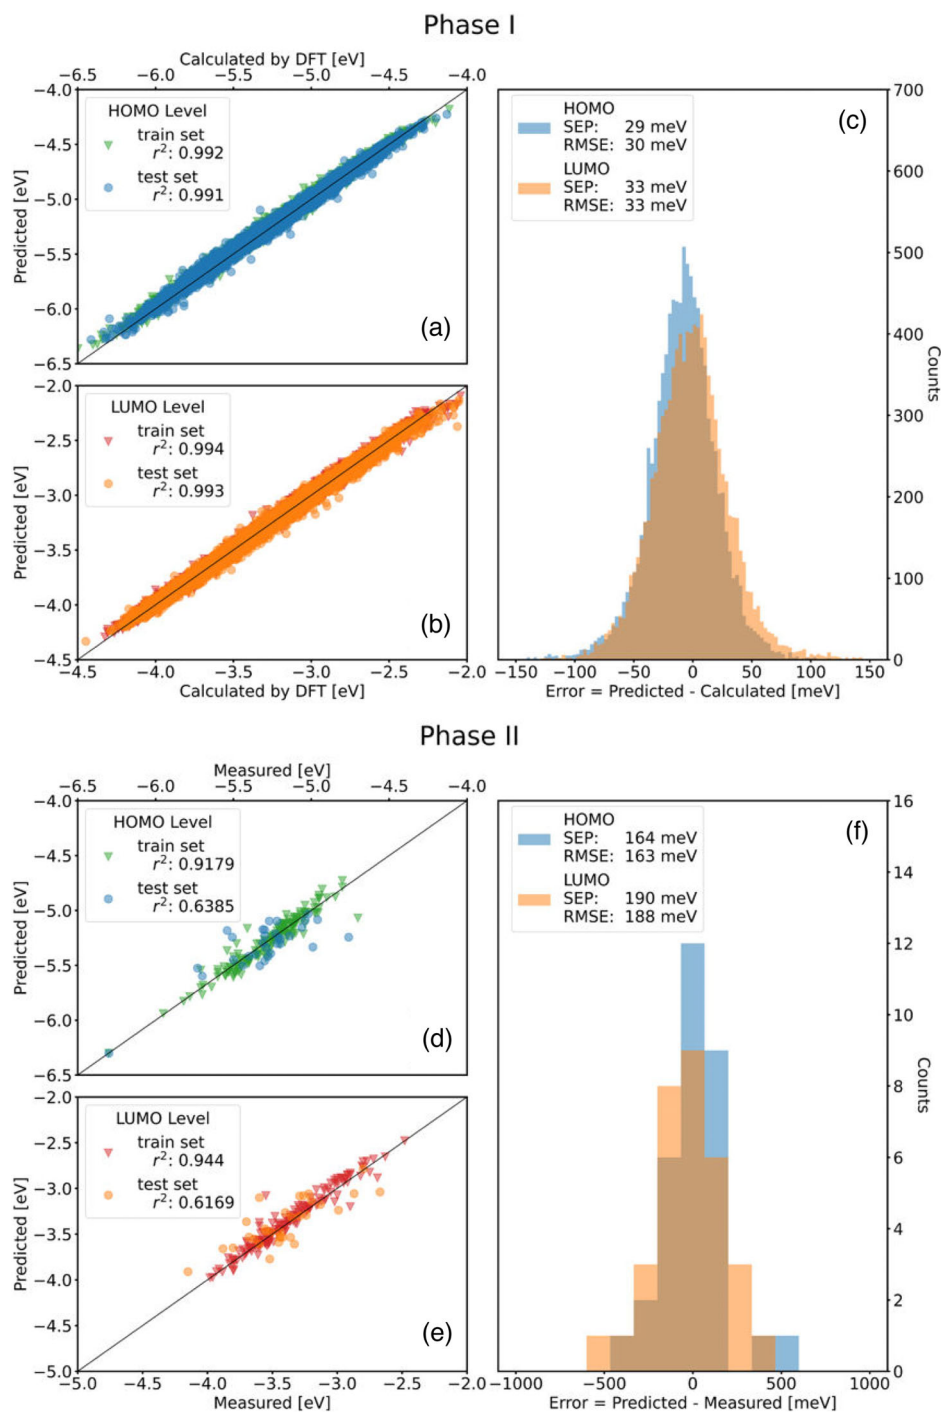 Phase I
Calculated by DFT [eV]
−6.5 −6.0 −5.5 −5.0 −4.5 −4.0
−4.0
−4.5
−5.0
−5.5
−6.0
−6.5
Predicted [eV]
HOMO Level
train set
r²: 0.992
test set
r²: 0.991
(a)
−2.0
−2.5
−3.0
−3.5
−4.0
−4.5
Predicted [eV]
LUMO Level
train set
r²: 0.994
test set
r²: 0.993
(b)
−4.5 −4.0 −3.5 −3.0 −2.5 −2.0
Calculated by DFT [eV]
HOMO
SEP: 29 meV
RMSE: 30 meV
LUMO
SEP: 33 meV
RMSE: 33 meV
(c)
700
600
500
400
300
200
100
0
Counts
−150 −100 −50 0 50 100 150
Error = Predicted - Calculated [meV]
Phase II
Measured [eV]
−6.5 −6.0 −5.5 −5.0 −4.5 −4.0
−4.0
−4.5
−5.0
−5.5
−6.0
−6.5
Predicted [eV]
HOMO Level
train set
r²: 0.9179
test set
r²: 0.6385
(d)
−2.0
−2.5
−3.0
−3.5
−4.0
−4.5
−5.0
Predicted [eV]
LUMO Level
train set
r²: 0.944
test set
r²: 0.6169
(e)
−5.0 −4.5 −4.0 −3.5 −3.0 −2.5 −2.0
Measured [eV]
HOMO
SEP: 164 meV
RMSE: 163 meV
LUMO
SEP: 190 meV
RMSE: 188 meV
(f)
16
14
12
10
8
6
4
2
0
Counts
−1000 −500 0 500 1000
Error = Predicted - Measured [meV]